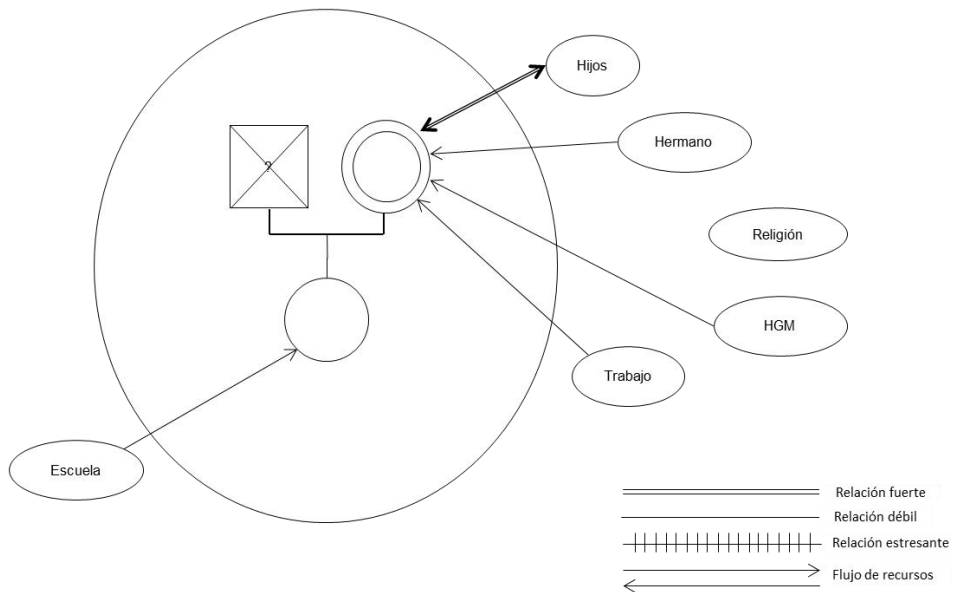 Hijos
Hermano
?
Religión
HGM
Trabajo
Escuela
Relación fuerte
Relación débil
Relación estresante
Flujo de recursos